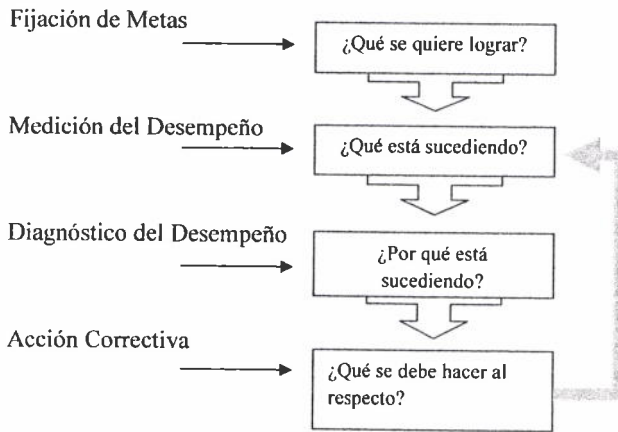 Fijación de Metas
¿Qué se quiere lograr?
Medición del Desempeño
¿Qué está sucediendo?
Diagnóstico del Desempeño
¿Por qué está
sucediendo?
Acción Correctiva
¿Qué se debe hacer al
respecto?